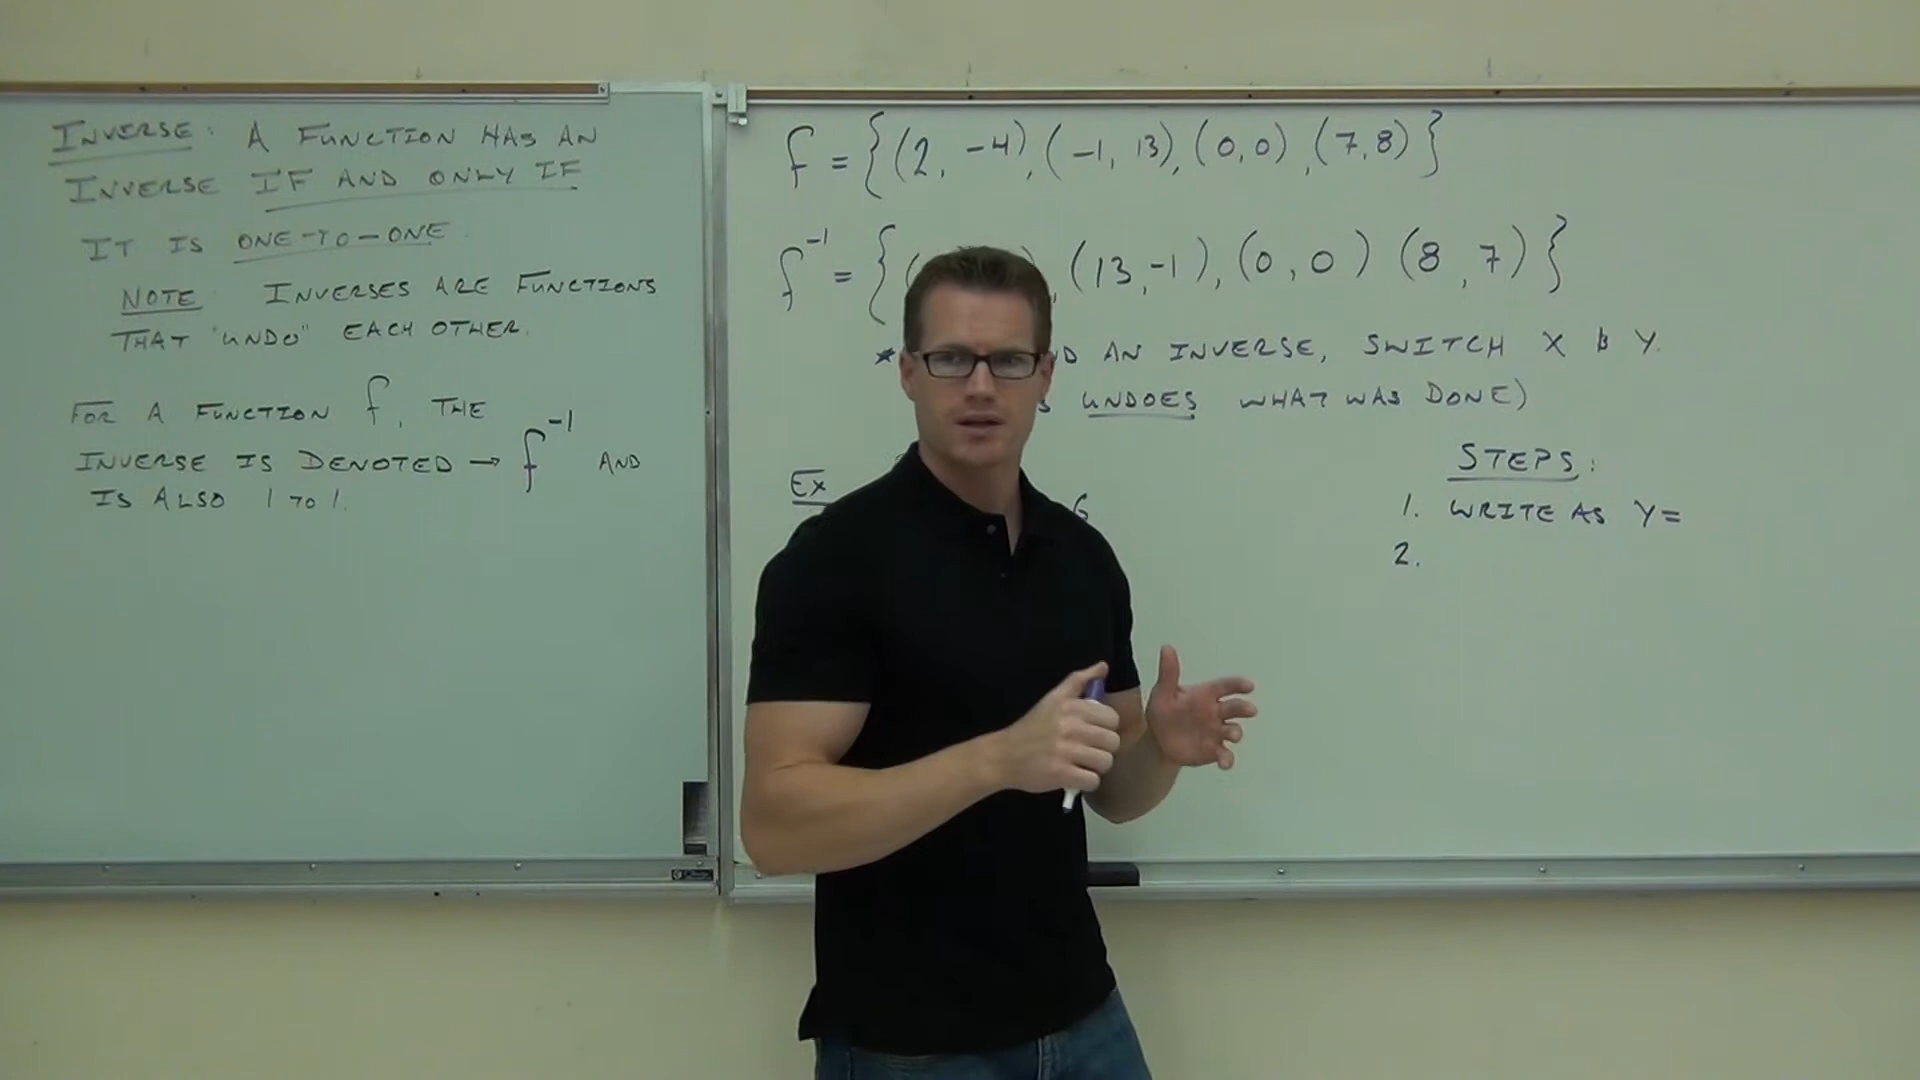 INVERSE: A FUNCTION HAS AN
INVERSE IF AND ONLY IF
IT IS ONE-TO-ONE
NOTE INVERSES ARE FUNCTIONS
THAT "UNDO" EACH OTHER.
FOR A FUNCTION f, THE
INVERSE IS DENOTED → f⁻¹ AND
IS ALSO 1 TO 1.
f = {(2, -4), (-1, 13), (0,0), (7,8)}
f⁻¹ = {( ), (13,-1), (0,0) (8,7)}
* AN INVERSE, SWITCH X & Y.
UNDOES WHAT WAS DONE)
Ex 6
STEPS:
1. WRITE AS Y=
2.